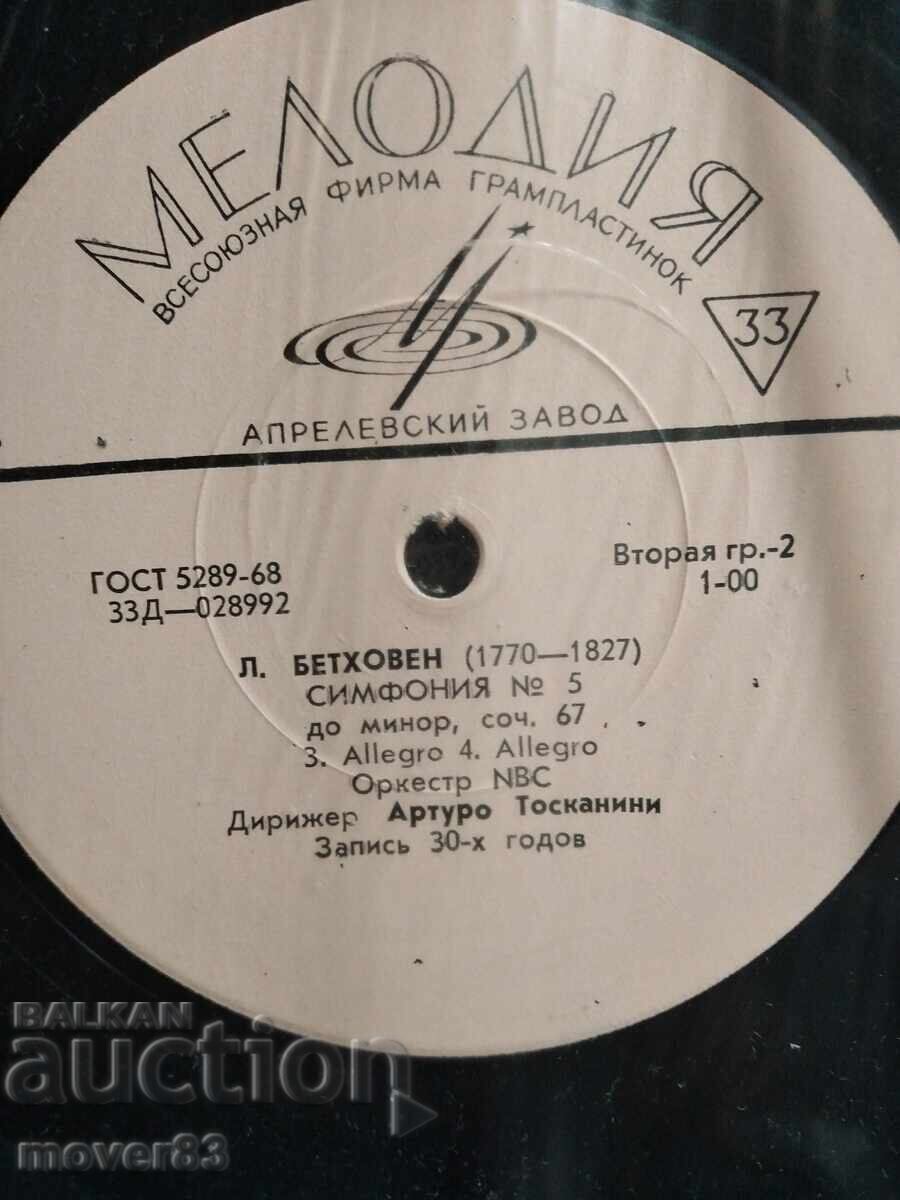 МЕЛОДИЯ
ВСЕСОЮЗНАЯ ФИРМА ГРАМПЛАСТИНОК
33
АПРЕЛЕВСКИЙ ЗАВОД
ГОСТ 5289-68
33Д—028992
Вторая гр.-2
1-00
Л. БЕТХОВЕН (1770—1827)
СИМФОНИЯ № 5
до минор, соч. 67
3. Allegro 4. Allegro
Оркестр NBC
Дирижер Артуро Тосканини
Запись 30-х годов
BALKAN
auction
mover83